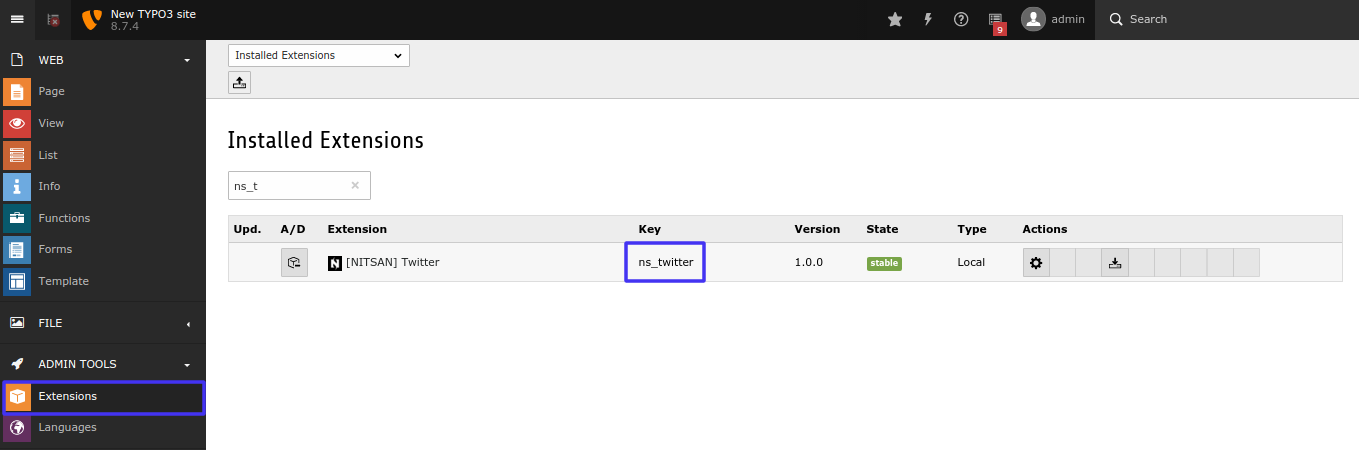 New TYPO3 site
8.7.4
9
admin
Search
WEB
Page
View
List
Info
Functions
Forms
Template
FILE
ADMIN TOOLS
Extensions
Languages
Installed Extensions
Installed Extensions
ns_t
Upd. A/D Extension Key Version State Type Actions
[NITSAN] Twitter ns_twitter 1.0.0 stable Local